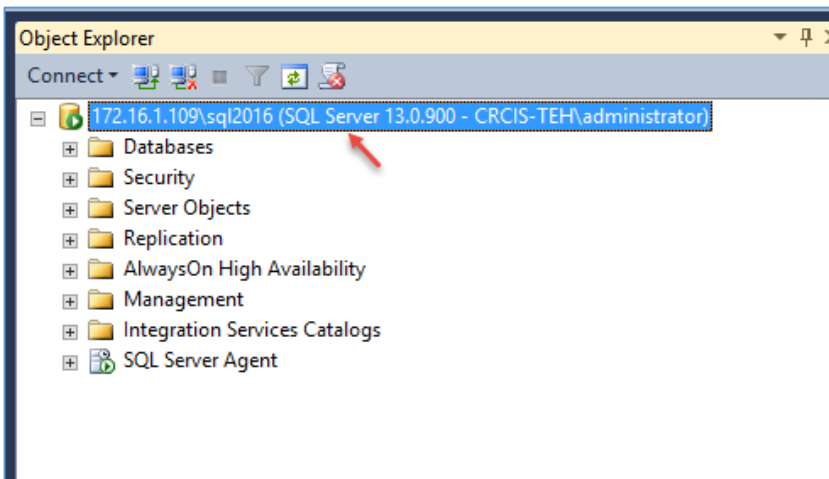 Object Explorer
Connect
172.16.1.109\sql2016 (SQL Server 13.0.900 - CRCIS-TEH\administrator)
Databases
Security
Server Objects
Replication
AlwaysOn High Availability
Management
Integration Services Catalogs
SQL Server Agent